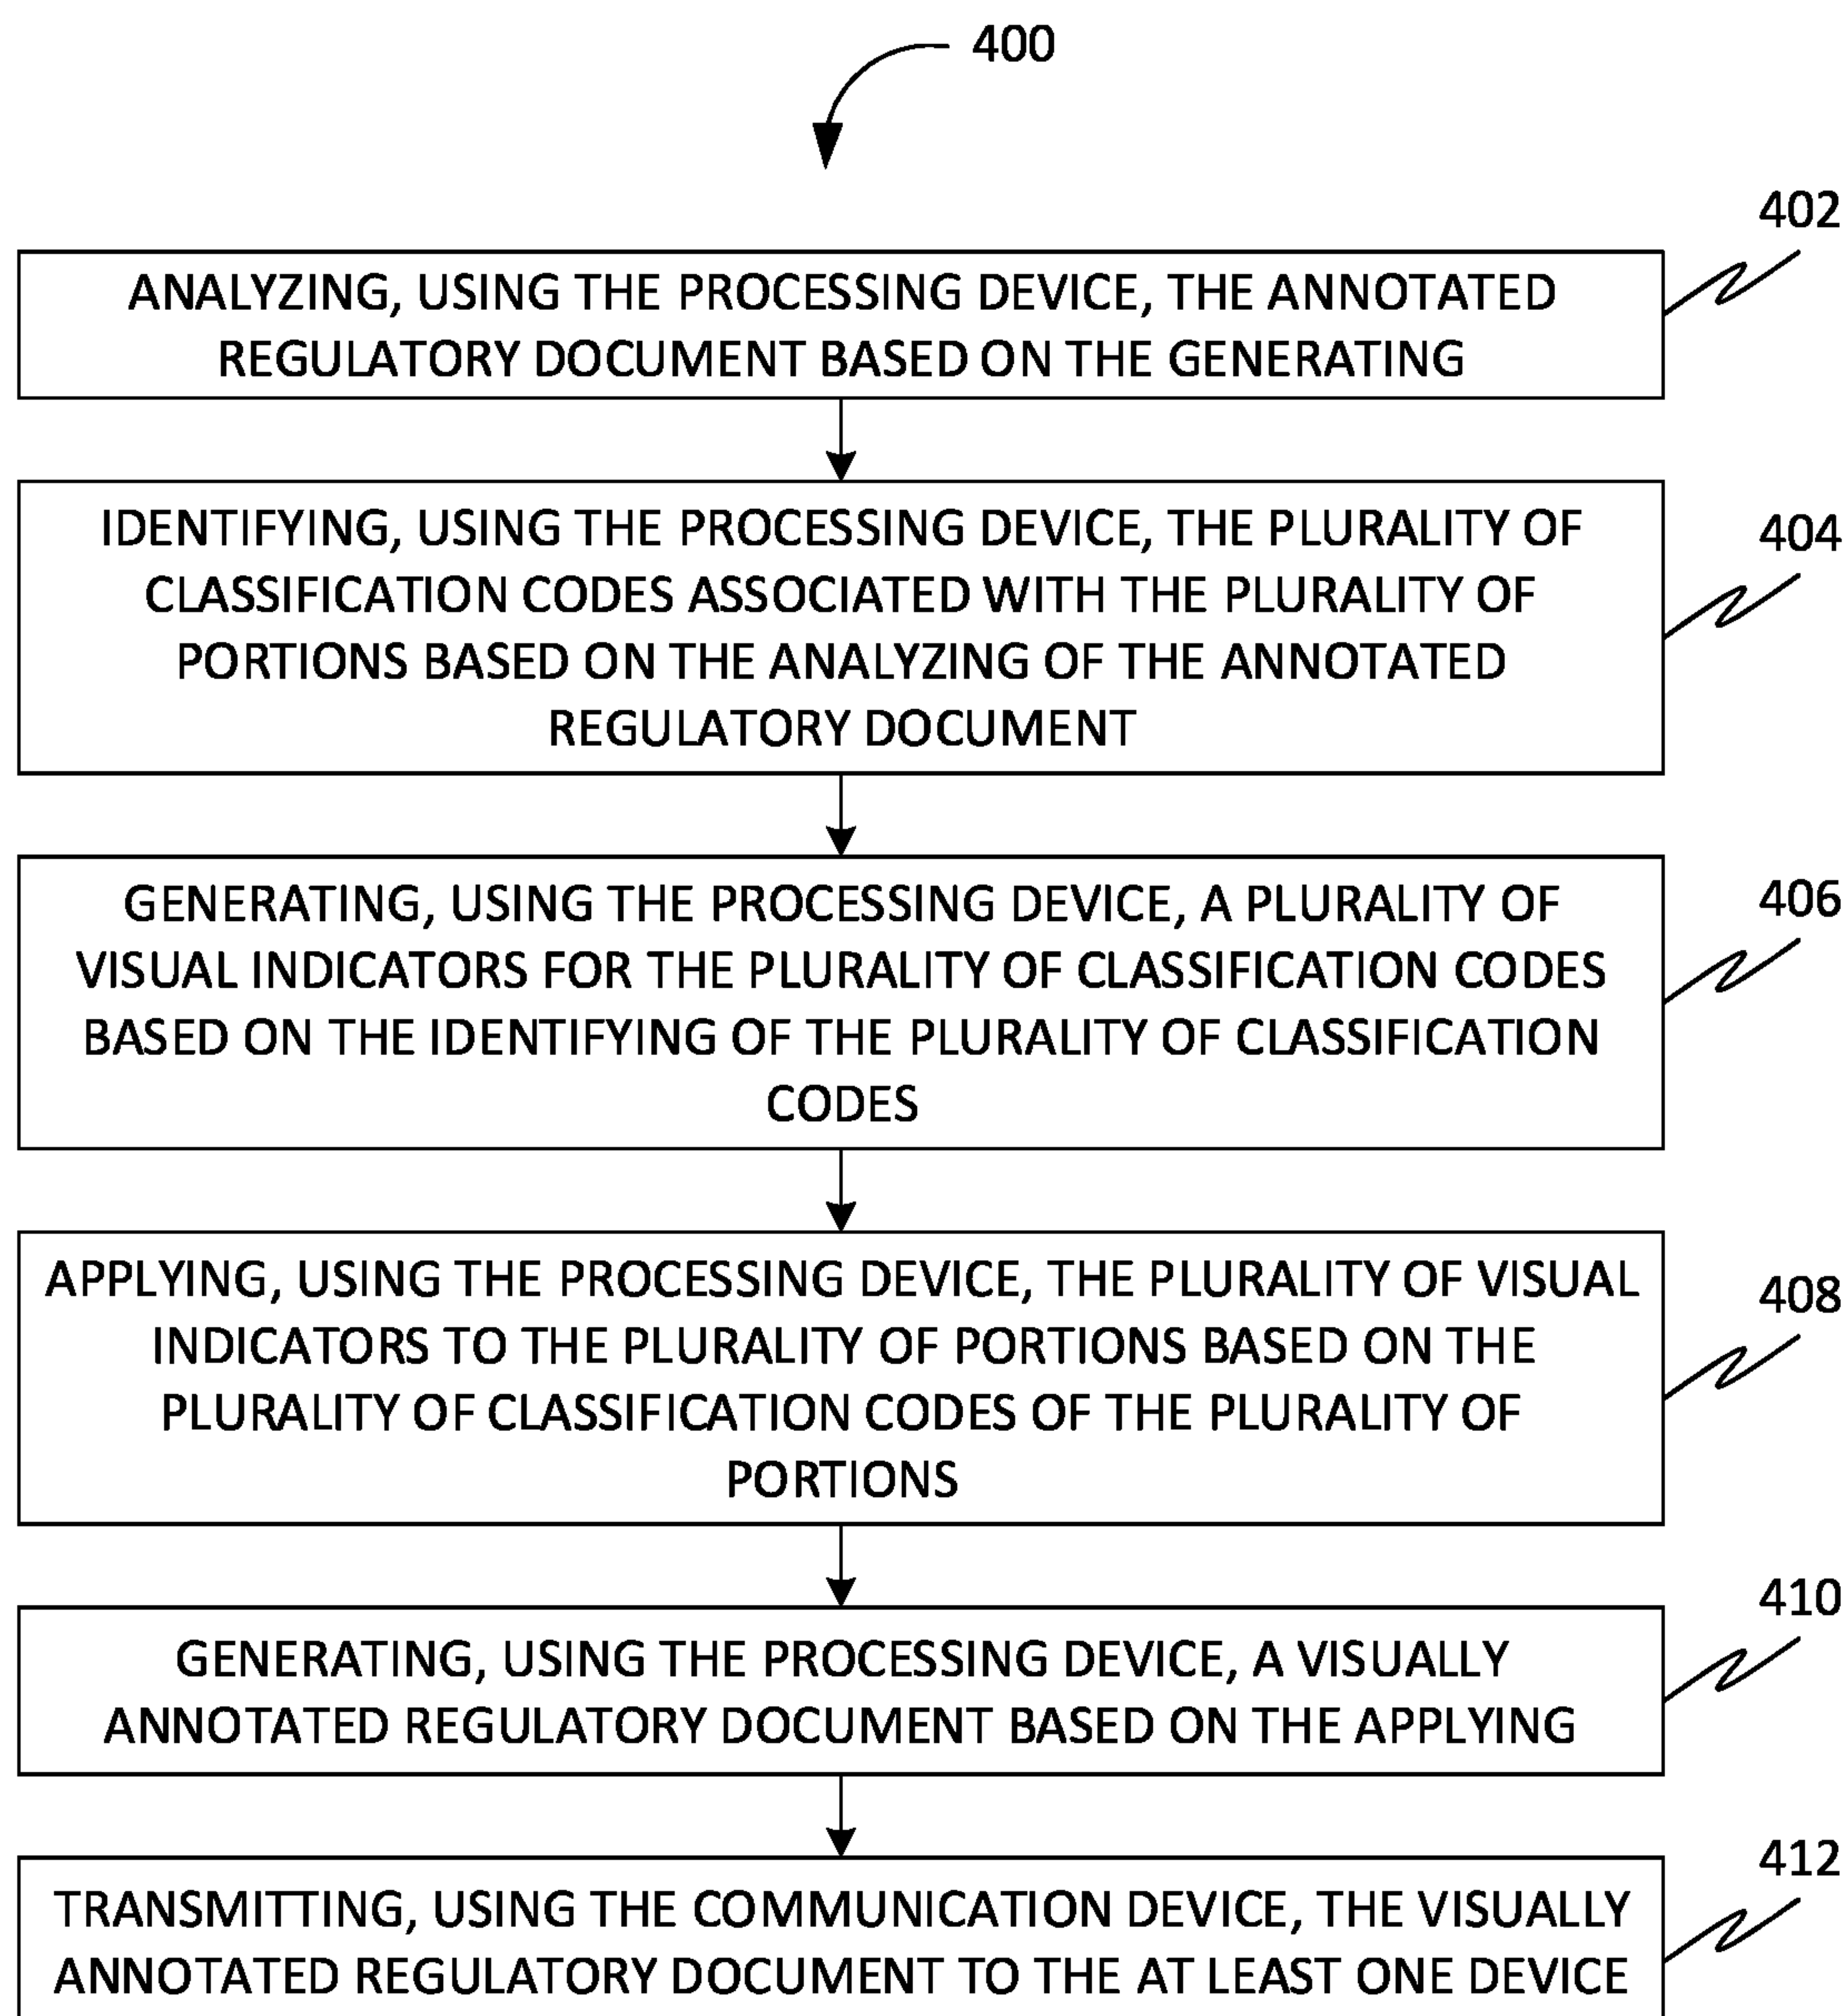 400
402
ANALYZING, USING THE PROCESSING DEVICE, THE ANNOTATED
REGULATORY DOCUMENT BASED ON THE GENERATING
404
IDENTIFYING, USING THE PROCESSING DEVICE, THE PLURALITY OF
CLASSIFICATION CODES ASSOCIATED WITH THE PLURALITY OF
PORTIONS BASED ON THE ANALYZING OF THE ANNOTATED
REGULATORY DOCUMENT
406
GENERATING, USING THE PROCESSING DEVICE, A PLURALITY OF
VISUAL INDICATORS FOR THE PLURALITY OF CLASSIFICATION CODES
BASED ON THE IDENTIFYING OF THE PLURALITY OF CLASSIFICATION
CODES
408
APPLYING, USING THE PROCESSING DEVICE, THE PLURALITY OF VISUAL
INDICATORS TO THE PLURALITY OF PORTIONS BASED ON THE
PLURALITY OF CLASSIFICATION CODES OF THE PLURALITY OF
PORTIONS
410
GENERATING, USING THE PROCESSING DEVICE, A VISUALLY
ANNOTATED REGULATORY DOCUMENT BASED ON THE APPLYING
412
TRANSMITTING, USING THE COMMUNICATION DEVICE, THE VISUALLY
ANNOTATED REGULATORY DOCUMENT TO THE AT LEAST ONE DEVICE